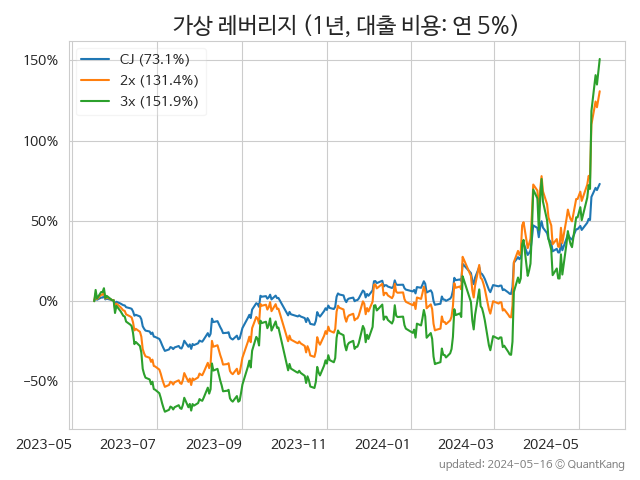 가상 레버리지 (1년, 대출 비용: 연 5%)
CJ (73.1%)
2x (131.4%)
3x (151.9%)
150%
100%
50%
0%
−50%
2023−05 2023−07 2023−09 2023−11 2024−01 2024−03 2024−05
updated: 2024−05−16 © QuantKang